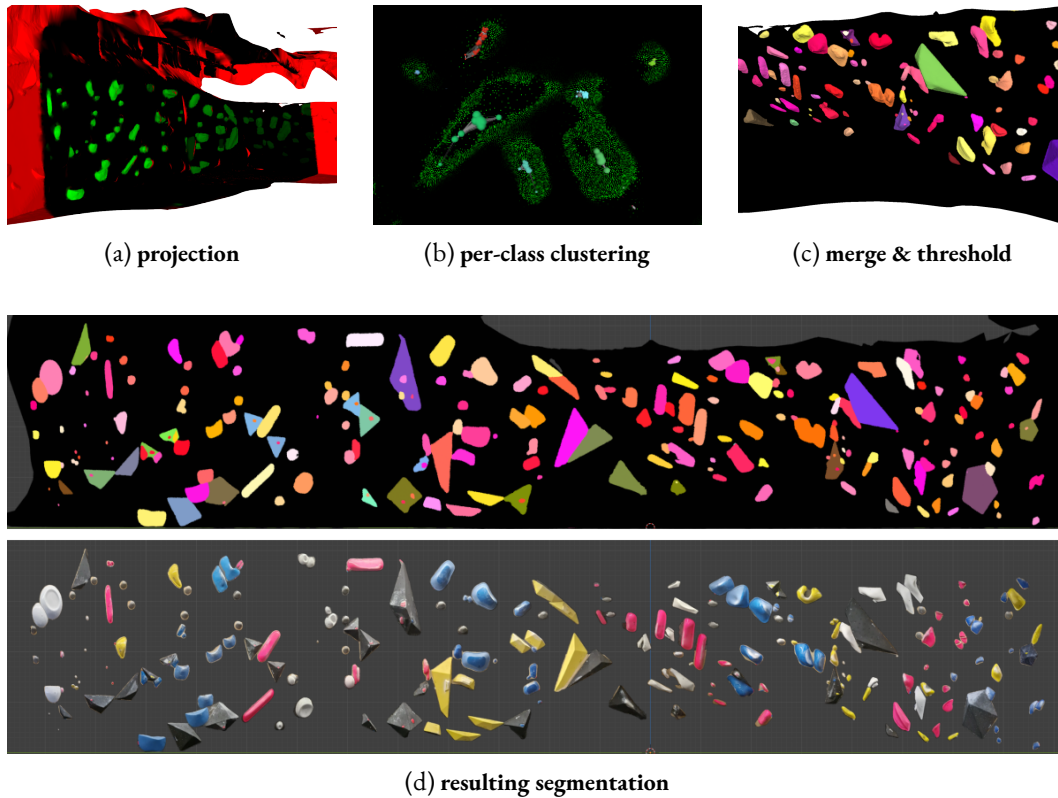 (a) projection
(b) per-class clustering
(c) merge & threshold
(d) resulting segmentation